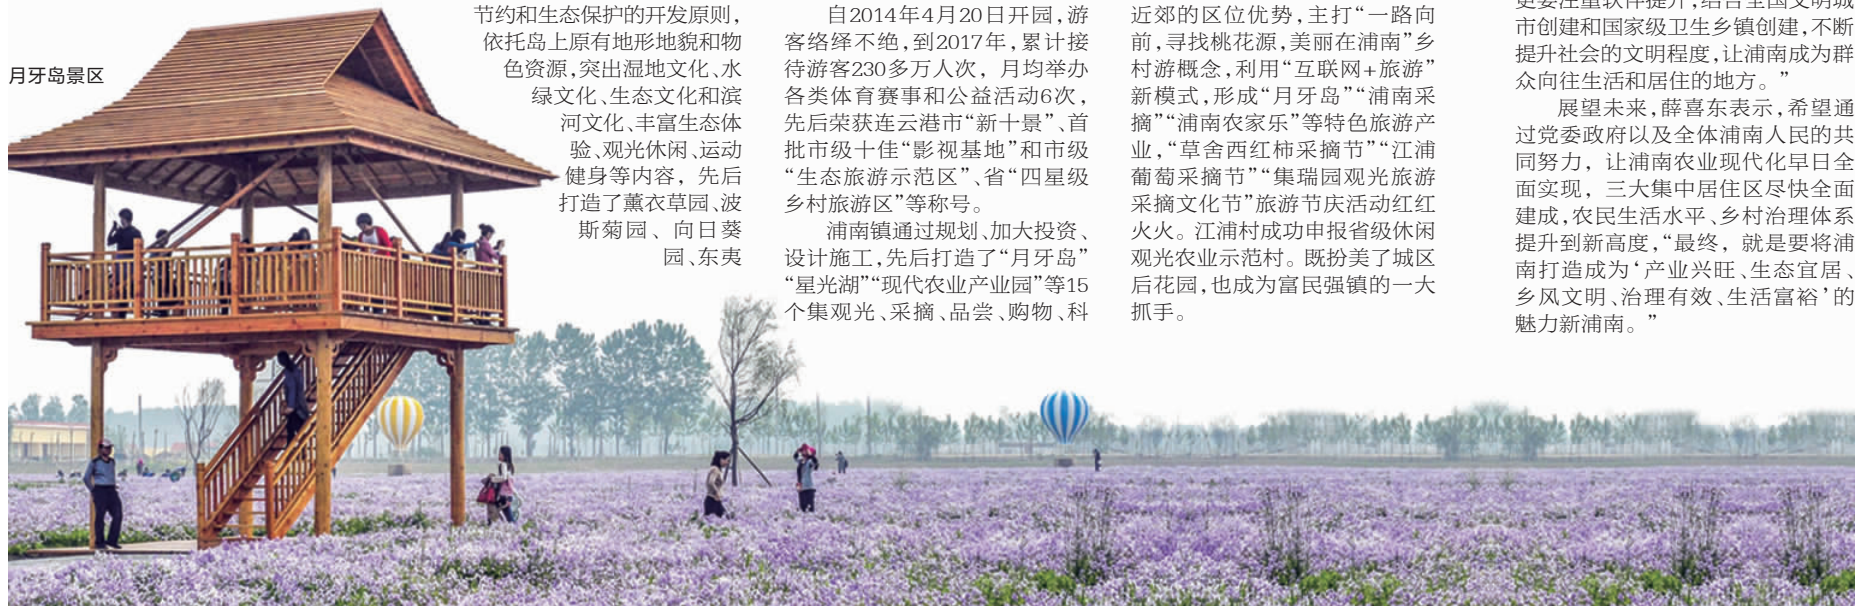 月牙岛景区
节约和生态保护的开发原则，
依托岛上原有地形地貌和物
色资源，突出湿地文化、水
绿文化、生态文化和滨
河文化、丰富生态体
验、观光休闲、运动
健身等内容，先后
打造了薰衣草园、波
斯菊园、向日葵
园、东夷
自2014年4月20日开园，游
客络绎不绝，到2017年，累计接
待游客230多万人次，月均举办
各类体育赛事和公益活动6次，
先后荣获连云港市“新十景”、首
批市级十佳“影视基地”和市级
“生态旅游示范区”、省“四星级
乡村旅游区”等称号。
浦南镇通过规划、加大投资、
设计施工，先后打造了“月牙岛”
“星光湖”“现代农业产业园”等15
个集观光、采摘、品尝、购物、科
近郊的区位优势，主打“一路向
前，寻找桃花源，美丽在浦南”乡
村游概念，利用“互联网+旅游”
新模式，形成“月牙岛”“浦南采
摘”“浦南农家乐”等特色旅游产
业，“草舍西红柿采摘节”“江浦
葡萄采摘节”“集瑞园观光旅游
采摘文化节”旅游节庆活动红红
火火。江浦村成功申报省级休闲
观光农业示范村。既扮美了城区
后花园，也成为富民强镇的一大
抓手。
更要注重软件提升，结合全国文明城
市创建和国家级卫生乡镇创建，不断
提升社会的文明程度，让浦南成为群
众向往生活和居住的地方。”
展望未来，薛喜东表示，希望通
过党委政府以及全体浦南人民的共
同努力，让浦南农业现代化早日全
面实现，三大集中居住区尽快全面
建成，农民生活水平、乡村治理体系
提升到新高度，“最终，就是要将浦
南打造成为‘产业兴旺、生态宜居、
乡风文明、治理有效、生活富裕’的
魅力新浦南。”